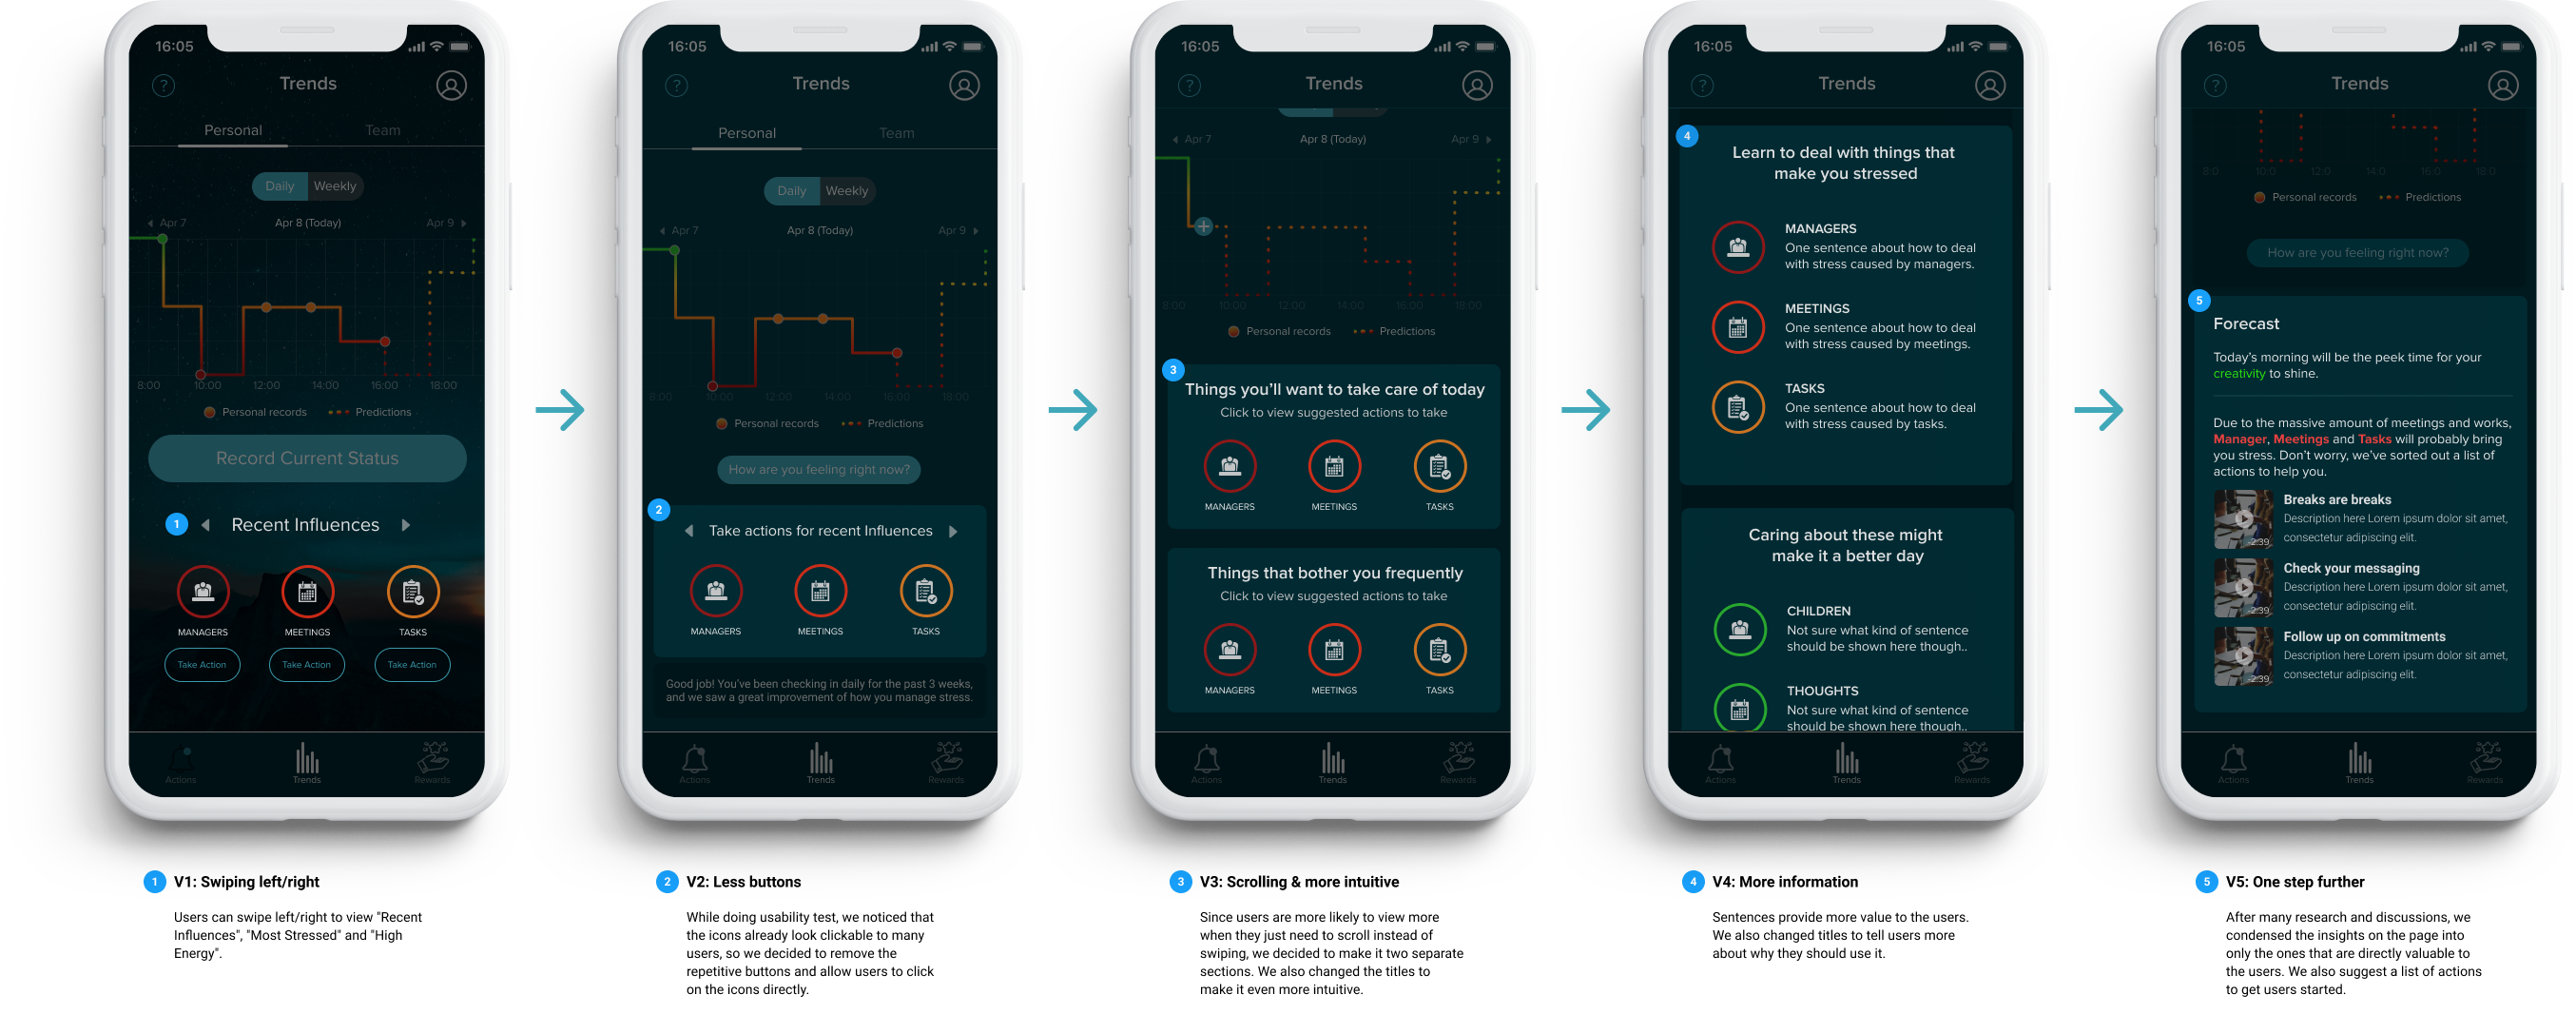 16:05
?
Trends
Personal
Team
Daily
Weekly
Apr 7
Apr 8 (Today)
Apr 9
8:00
10:00
12:00
14:00
16:00
18:00
Personal records
Predictions
Record Current Status
1
Recent Influences
MANAGERS
MEETINGS
TASKS
Take Action
Take Action
Take Action
Actions
Trends
Rewards
1
V1: Swiping left/right
Users can swipe left/right to view "Recent
Influences", "Most Stressed" and "High
Energy".
16:05
?
Trends
Personal
Team
Daily
Weekly
Apr 7
Apr 8 (Today)
Apr 9
8:00
10:00
12:00
14:00
16:00
18:00
Personal records
Predictions
How are you feeling right now?
2
Take actions for recent Influences
MANAGERS
MEETINGS
TASKS
Good job! You've been checking in daily for the past 3 weeks,
and we saw a great improvement of how you manage stress.
Actions
Trends
Rewards
2
V2: Less buttons
While doing usability test, we noticed that
the icons already look clickable to many
users, so we decided to remove the
repetitive buttons and allow users to click
on the icons directly.
16:05
?
Trends
Apr 7
Apr 8 (Today)
Apr 9
8:00
10:00
12:00
14:00
16:00
18:00
Personal records
Predictions
3
Things you'll want to take care of today
Click to view suggested actions to take
MANAGERS
MEETINGS
TASKS
Things that bother you frequently
Click to view suggested actions to take
MANAGERS
MEETINGS
TASKS
Actions
Trends
Rewards
3
V3: Scrolling & more intuitive
Since users are more likely to view more
when they just need to scroll instead of
swiping, we decided to make it two separate
sections. We also changed the titles to
make it even more intuitive.
16:05
?
Trends
4
Learn to deal with things that
make you stressed
MANAGERS
One sentence about how to deal
with stress caused by managers.
MEETINGS
One sentence about how to deal
with stress caused by meetings.
TASKS
One sentence about how to deal
with stress caused by tasks.
Caring about these might
make it a better day
CHILDREN
Not sure what kind of sentence
should be shown here though..
THOUGHTS
Not sure what kind of sentence
should be shown here though..
Actions
Trends
Rewards
4
V4: More information
Sentences provide more value to the users.
We also changed titles to tell users more
about why they should use it.
16:05
?
Trends
8:0
10:0
12:0
14:0
16:0
18:0
Personal records
Predictions
How are you feeling right now?
5
Forecast
Today's morning will be the peek time for your
creativity to shine.
Due to the massive amount of meetings and works,
Manager, Meetings and Tasks will probably bring
you stress. Don't worry, we've sorted out a list of
actions to help you.
Breaks are breaks
Description here Lorem ipsum dolor sit amet,
consectetur adipiscing elit.
-2:39
Check your messaging
Description here Lorem ipsum dolor sit amet,
consectetur adipiscing elit.
-2:39
Follow up on commitments
Description here Lorem ipsum dolor sit amet,
consectetur adipiscing elit.
-2:39
Actions
Trends
Rewards
5
V5: One step further
After many research and discussions, we
condensed the insights on the page into
only the ones that are directly valuable to
the users. We also suggest a list of actions
to get users started.